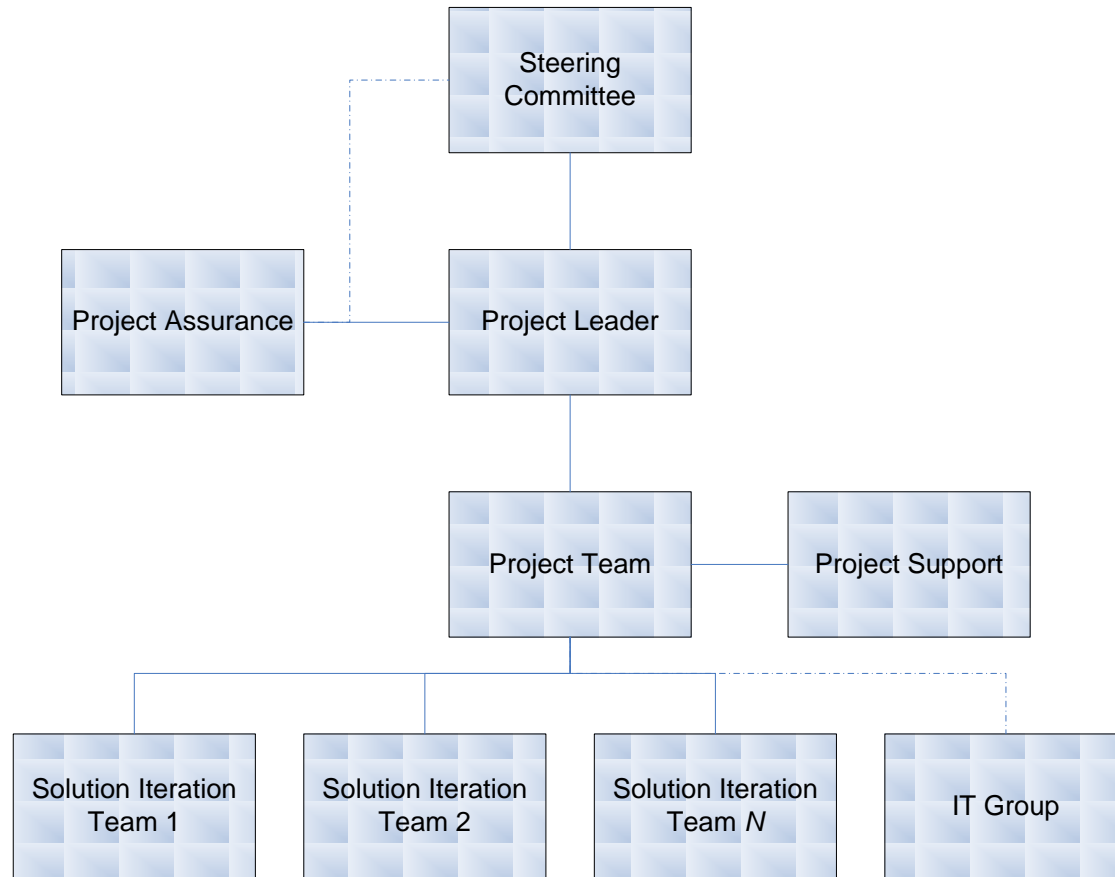 Steering
Committee
Project Assurance
Project Leader
Project Team
Project Support
Solution Iteration
Team 1
Solution Iteration
Team 2
Solution Iteration
Team N
IT Group